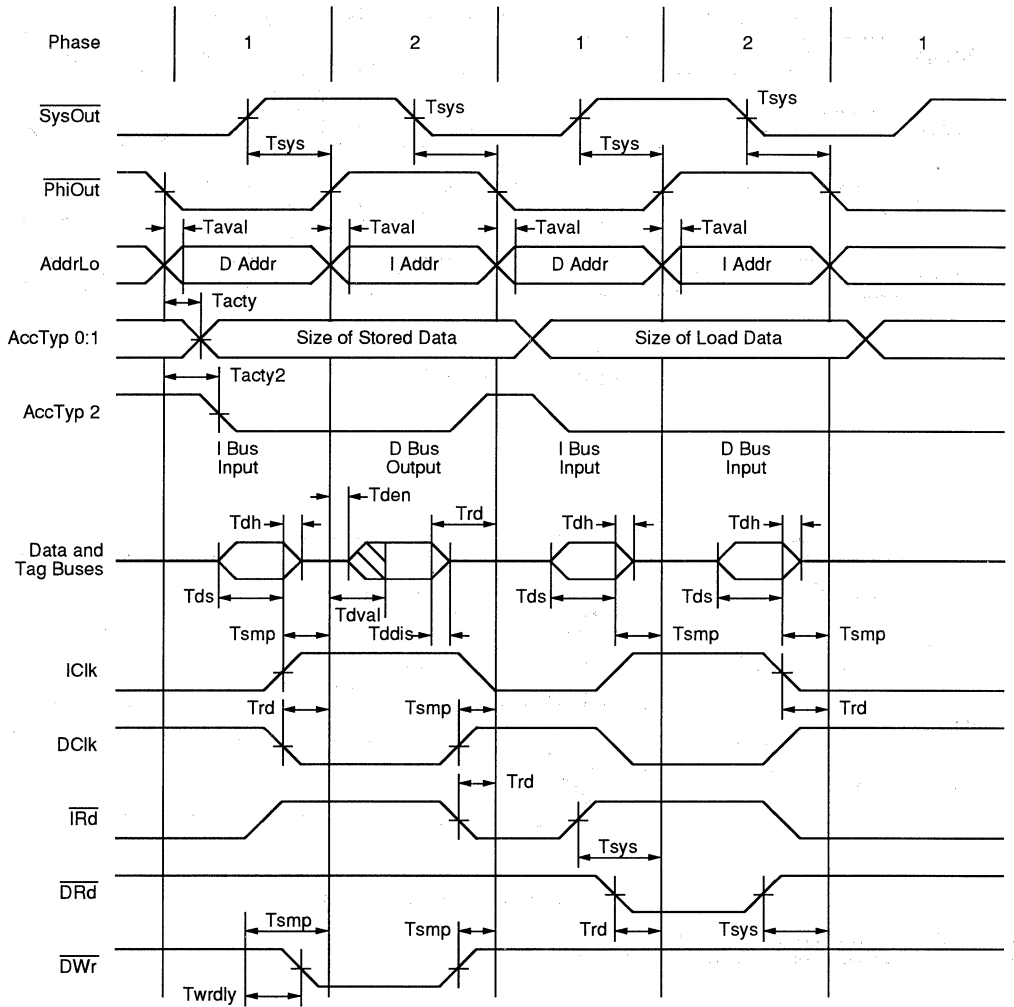 Phase 1 2 1 2 1
SysOut Tsys Tsys
Tsys Tsys
PhiOut
Taval Taval Taval Taval
AddrLo D Addr I Addr D Addr I Addr
Tacty
AccTyp 0:1 Size of Stored Data Size of Load Data
Tacty2
AccTyp 2
I Bus D Bus I Bus D Bus
Input Output Input Input
Tden
Tdh Trd Tdh Tdh
Data and
Tag Buses
Tds Tdval Tds Tds
Tsmp Tddis Tsmp Tsmp
IClk
Trd Tsmp Trd
DClk
Trd
IRd
Tsys
DRd
Tsmp Tsmp Trd Tsys
DWr
Twrdly